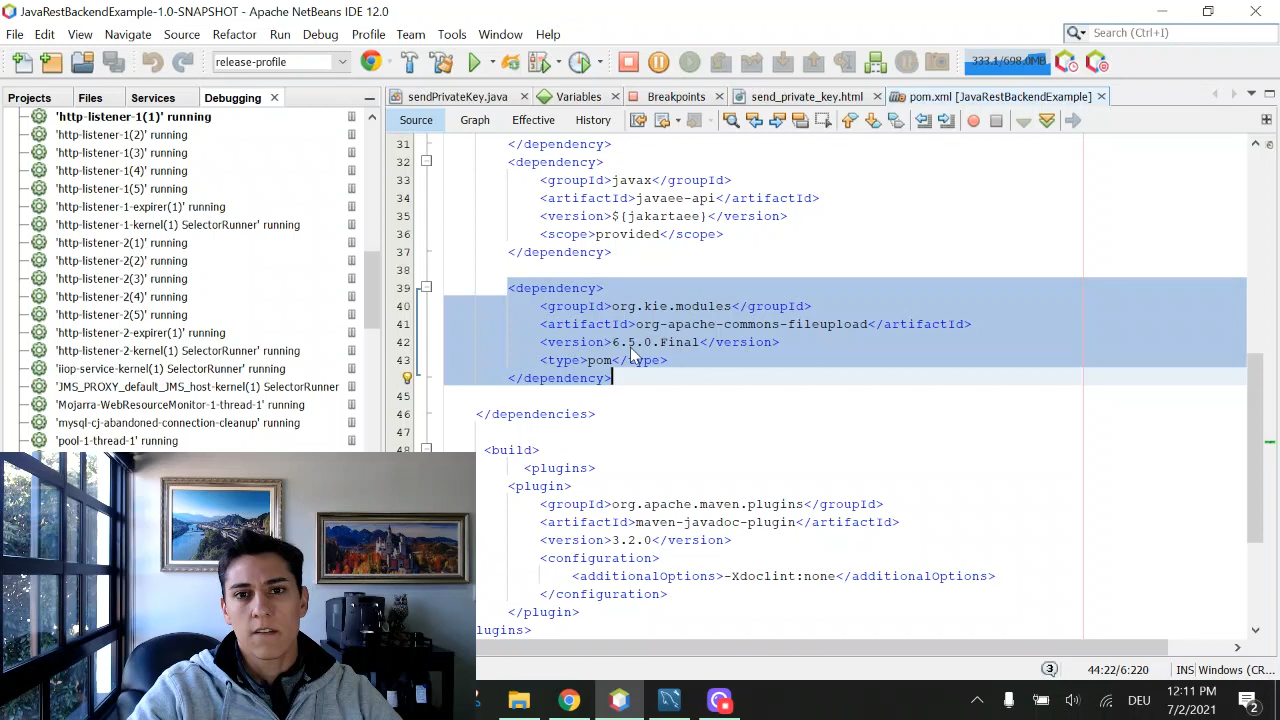 JavaRestBackendExample-1.0-SNAPSHOT - Apache NetBeans IDE 12.0
File Edit View Navigate Source Refactor Run Debug Profile Team Tools Window Help
Search (Ctrl+I)
release-profile
333.1/698.0MB
Projects Files Services Debugging
sendPrivateKey.java Variables Breakpoints send_private_key.html pom.xml [JavaRestBackendExample]
Source Graph Effective History
'http-listener-1(1)' running
'http-listener-1(2)' running
'http-listener-1(3)' running
'http-listener-1(4)' running
'http-listener-1(5)' running
'http-listener-1-expirer(1)' running
'http-listener-1-kernel(1) SelectorRunner' running
'http-listener-2(1)' running
'http-listener-2(2)' running
'http-listener-2(3)' running
'http-listener-2(4)' running
'http-listener-2(5)' running
'http-listener-2-expirer(1)' running
'http-listener-2-kernel(1) SelectorRunner' running
'iiop-service-kernel(1) SelectorRunner' running
'JMS_PROXY_default_JMS_host-kernel(1) SelectorRunner'
'Mojarra-WebResourceMonitor-1-thread-1' running
'mysql-cj-abandoned-connection-cleanup' running
'pool-1-thread-1' running
31 </dependency>
32 <dependency>
33 <groupId>javax</groupId>
34 <artifactId>javaee-api</artifactId>
35 <version>${jakartaee}</version>
36 <scope>provided</scope>
37 </dependency>
38
39 <dependency>
40 <groupId>org.kie.modules</groupId>
41 <artifactId>org-apache-commons-fileupload</artifactId>
42 <version>6.5.0.Final</version>
43 <type>pom</type>
</dependency>
45
46 </dependencies>
47
48 <build>
<plugins>
<plugin>
<groupId>org.apache.maven.plugins</groupId>
<artifactId>maven-javadoc-plugin</artifactId>
<version>3.2.0</version>
<configuration>
<additionalOptions>-Xdoclint:none</additionalOptions>
</configuration>
</plugin>
lugins>
3 44:22/6:220 INS Windows (CR...
DEU
12:11 PM
7/2/2021
2